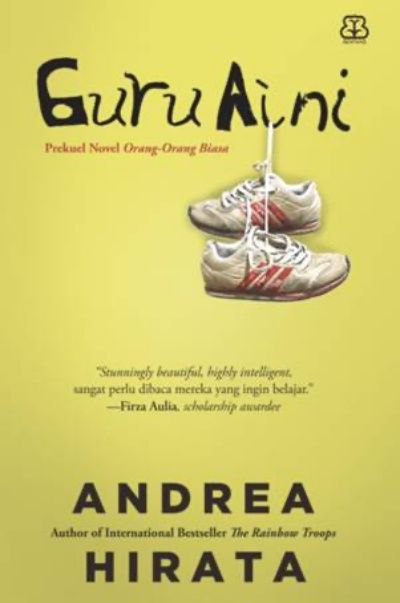 BENTANG
Guru Aini
Prekuel Novel Orang-Orang Biasa
"Stunningly beautiful, highly intelligent,
sangat perlu dibaca mereka yang ingin belajar."
—Firza Aulia, scholarship awardee
ANDREA
Author of International Bestseller The Rainbow Troops
HIRATA